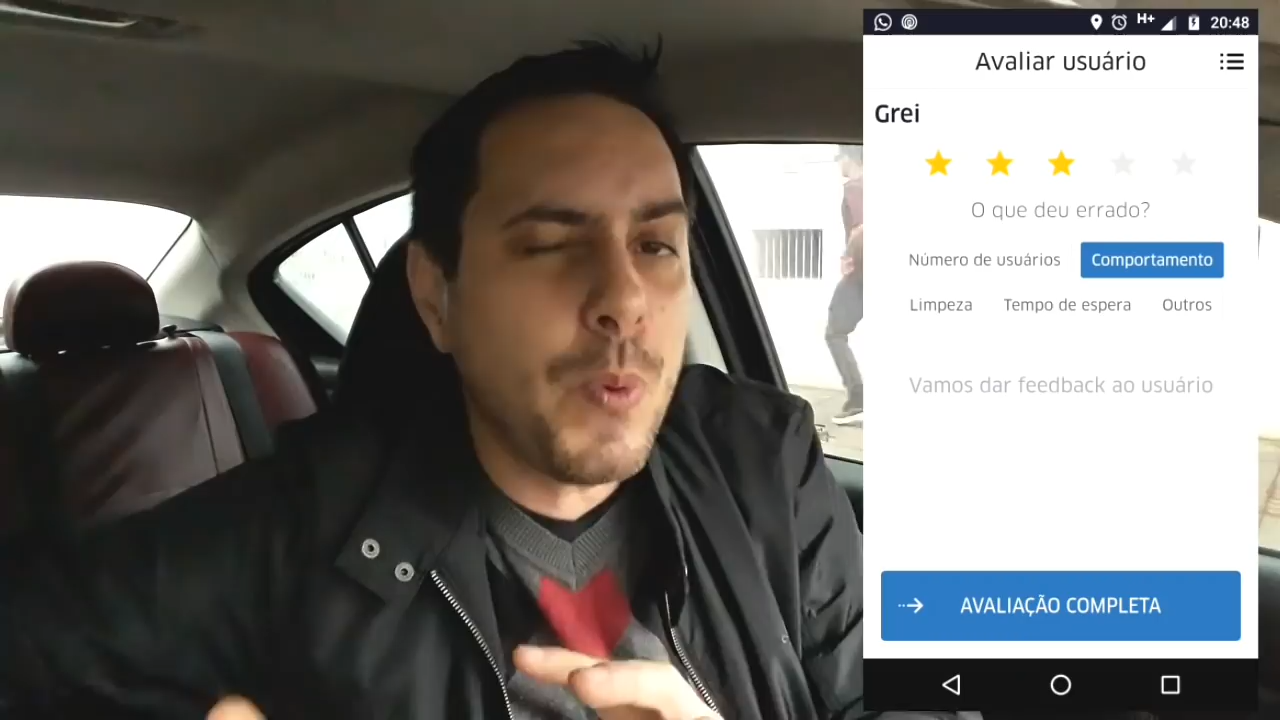 H+ 20:48
Avaliar usuário
Grei
O que deu errado?
Número de usuários Comportamento
Limpeza Tempo de espera Outros
Vamos dar feedback ao usuário
AVALIAÇÃO COMPLETA